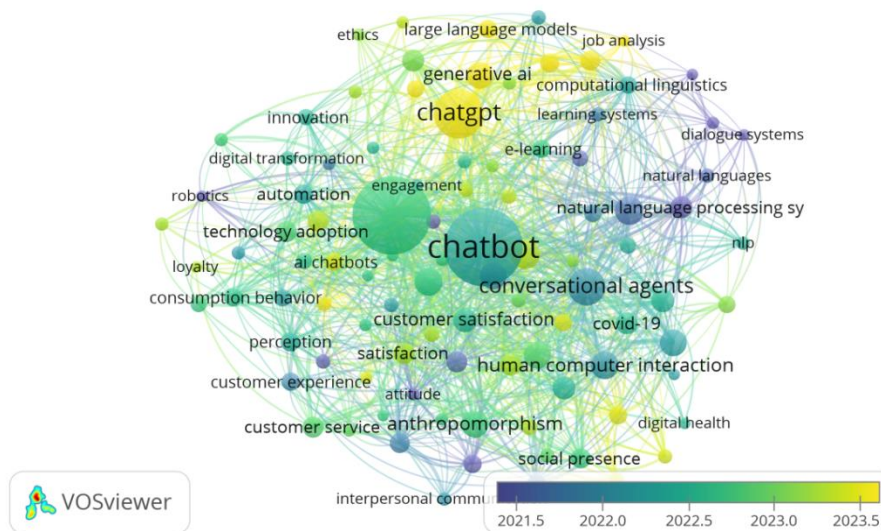 large language models
ethics
job analysis
generative ai
computational linguistics
chatgpt
innovation
learning systems
dialogue systems
e-learning
digital transformation
natural languages
engagement
robotics
automation
natural language processing sy
technology adoption
chatbot
nlp
ai chatbots
loyalty
conversational agents
consumption behavior
customer satisfaction
covid-19
perception
satisfaction
human computer interaction
customer experience
attitude
digital health
customer service
anthropomorphism
social presence
interpersonal commu
VOSviewer
2021.5 2022.0 2022.5 2023.0 2023.5